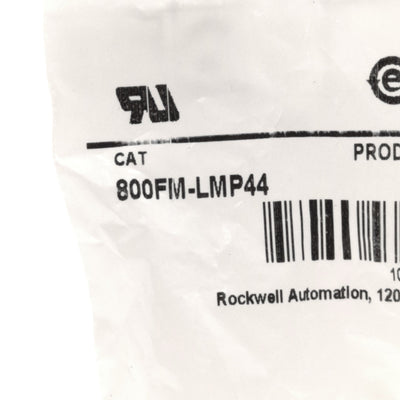 e
CAT PROD
800FM-LMP44
10
Rockwell Automation, 120